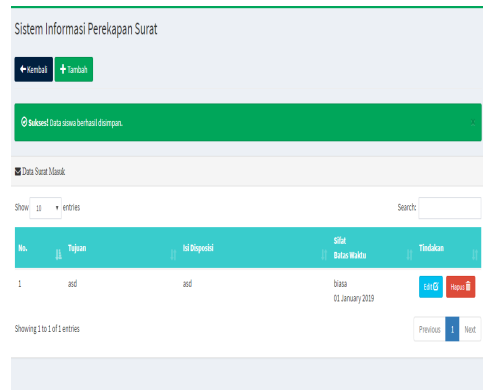 Sistem Informasi Perekapan Surat
Kembali Tambah
Sukses! Data siswa berhasil disimpan.
Data Surat Masuk
Show 10 entries Search:
No. Tujuan Isi Disposisi Sifat Batas Waktu Tindakan
1 asd asd biasa Edit Hapus
01 January 2019
Showing 1 to 1 of 1 entries Previous 1 Next